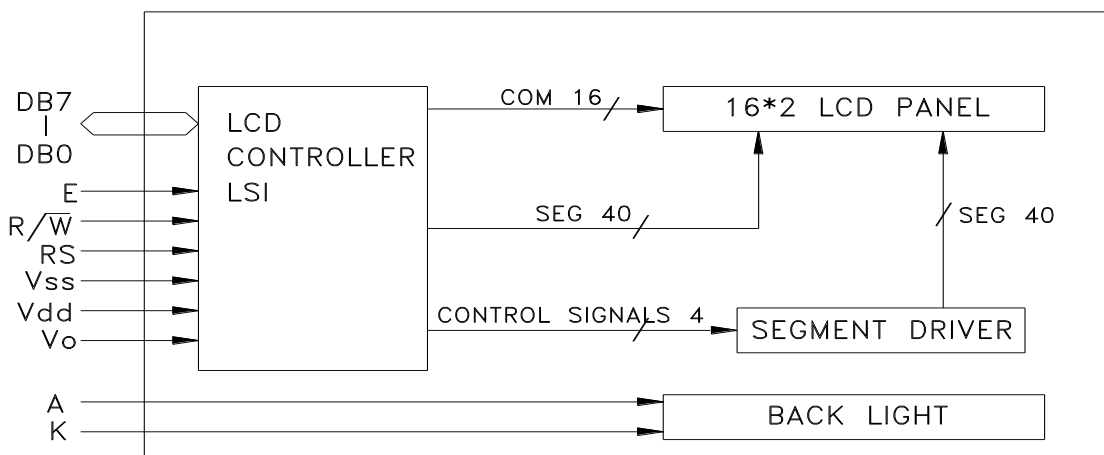 DB7
DB0
E
R/W̅
RS
Vss
Vdd
Vo
A
K
LCD
CONTROLLER
LSI
COM 16
SEG 40
CONTROL SIGNALS 4
16*2 LCD PANEL
SEG 40
SEGMENT DRIVER
BACK LIGHT